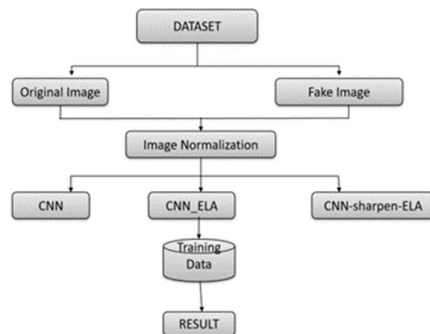 DATASET
Original Image
Fake Image
Image Normalization
CNN
CNN_ELA
CNN-sharpen-ELA
Training
Data
RESULT